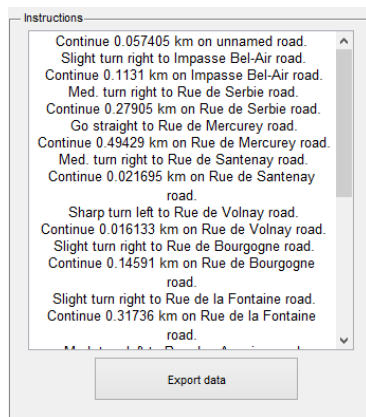 Instructions
Continue 0.057405 km on unnamed road.
Slight turn right to Impasse Bel-Air road.
Continue 0.1131 km on Impasse Bel-Air road.
Med. turn right to Rue de Serbie road.
Continue 0.27905 km on Rue de Serbie road.
Go straight to Rue de Mercurey road.
Continue 0.49429 km on Rue de Mercurey road.
Med. turn right to Rue de Santenay road.
Continue 0.021695 km on Rue de Santenay
road.
Sharp turn left to Rue de Volnay road.
Continue 0.016133 km on Rue de Volnay road.
Slight turn right to Rue de Bourgogne road.
Continue 0.14591 km on Rue de Bourgogne
road.
Slight turn right to Rue de la Fontaine road.
Continue 0.31736 km on Rue de la Fontaine
road.
Export data